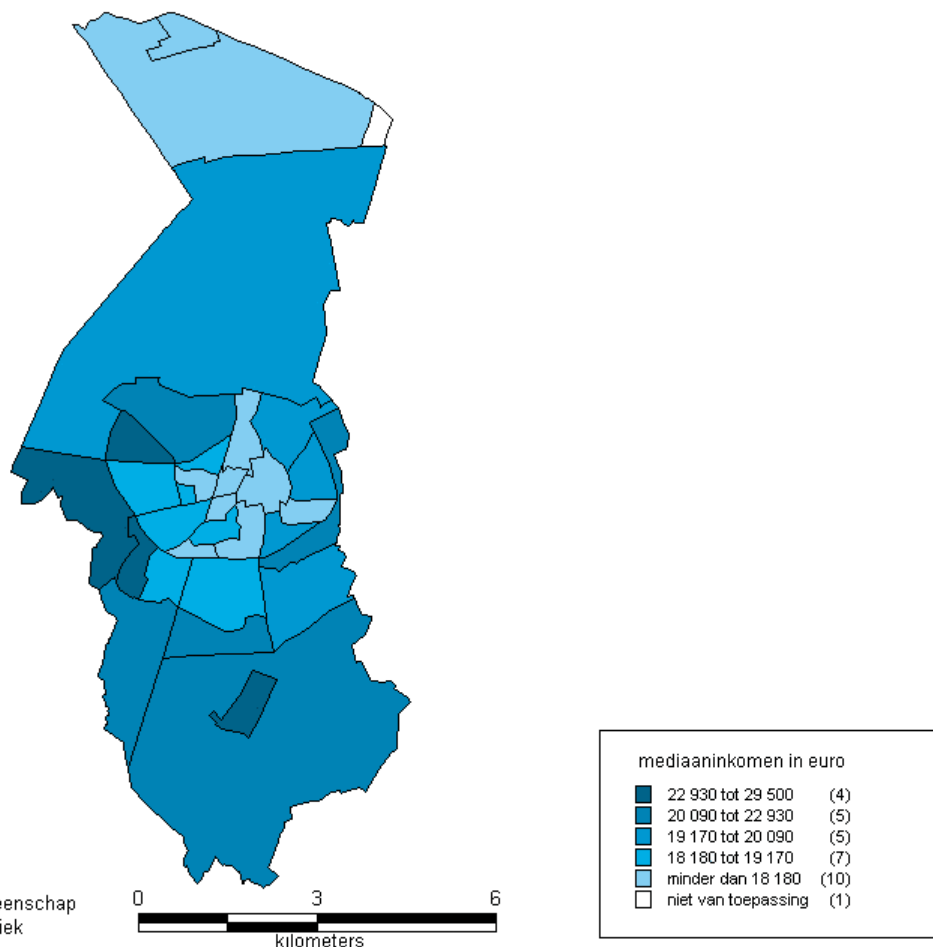 mediaaninkomen in euro
22 930 tot 29 500 (4)
20 090 tot 22 930 (5)
19 170 tot 20 090 (5)
18 180 tot 19 170 (7)
minder dan 18 180 (10)
niet van toepassing (1)
eenschap
iek
0 3 6
kilometers